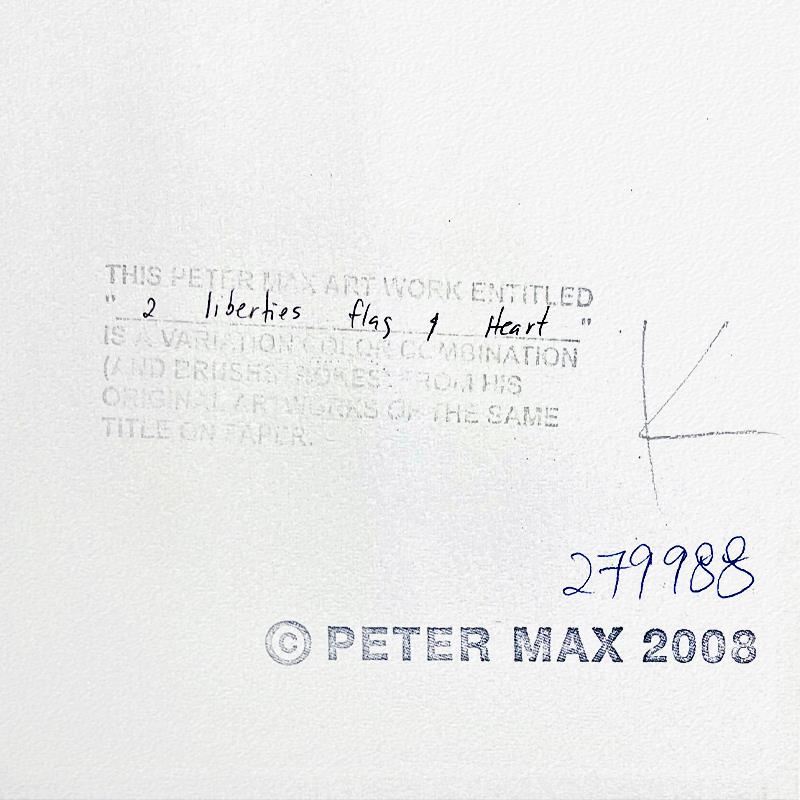 THIS PETER MAX ART WORK ENTITLED
" 2 liberties flag & Heart "
IS A VARIATION COLOR COMBINATION
(AND BRUSHSTROKES) FROM HIS
ORIGINAL ARTWORKS OF THE SAME
TITLE ON PAPER.
K
279988
© PETER MAX 2008